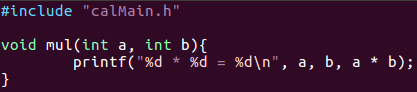 #include "calMain.h"

void mul(int a, int b){
        printf("%d * %d = %d\n", a, b, a * b);
}